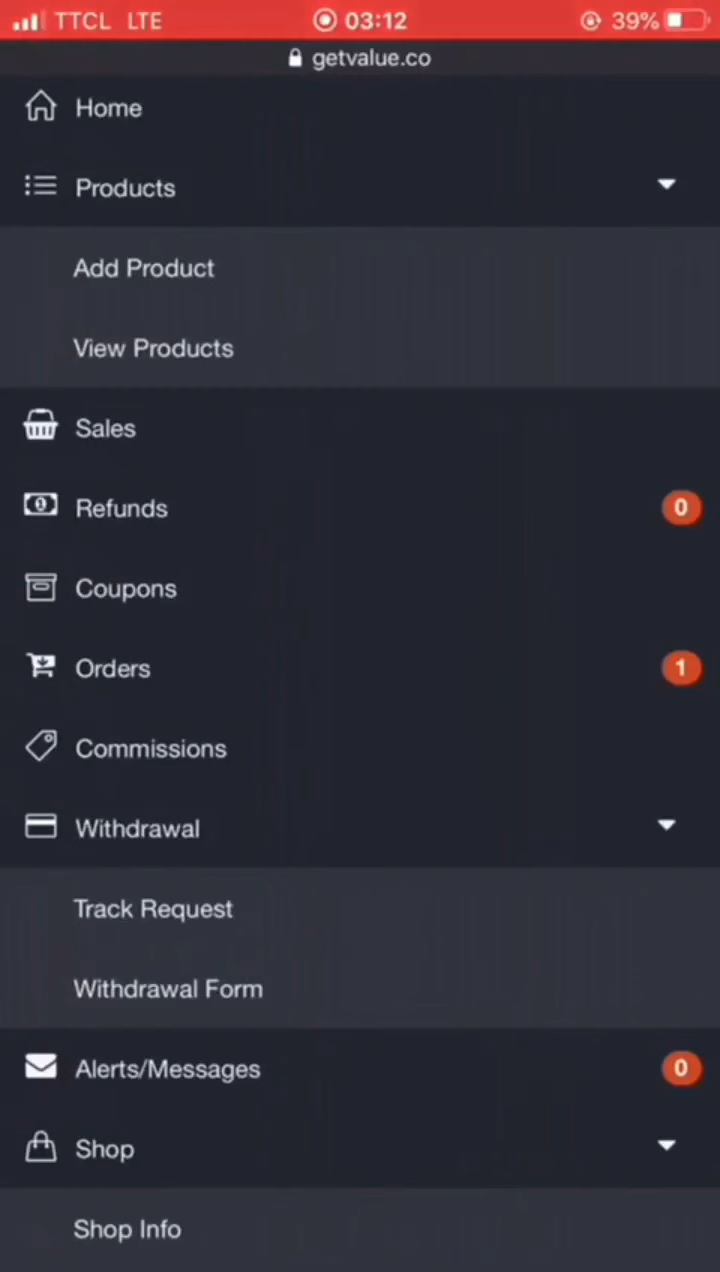 TTCL LTE 03:12 39%
getvalue.co
Home
Products
Add Product
View Products
Sales
Refunds 0
Coupons
Orders 1
Commissions
Withdrawal
Track Request
Withdrawal Form
Alerts/Messages 0
Shop
Shop Info